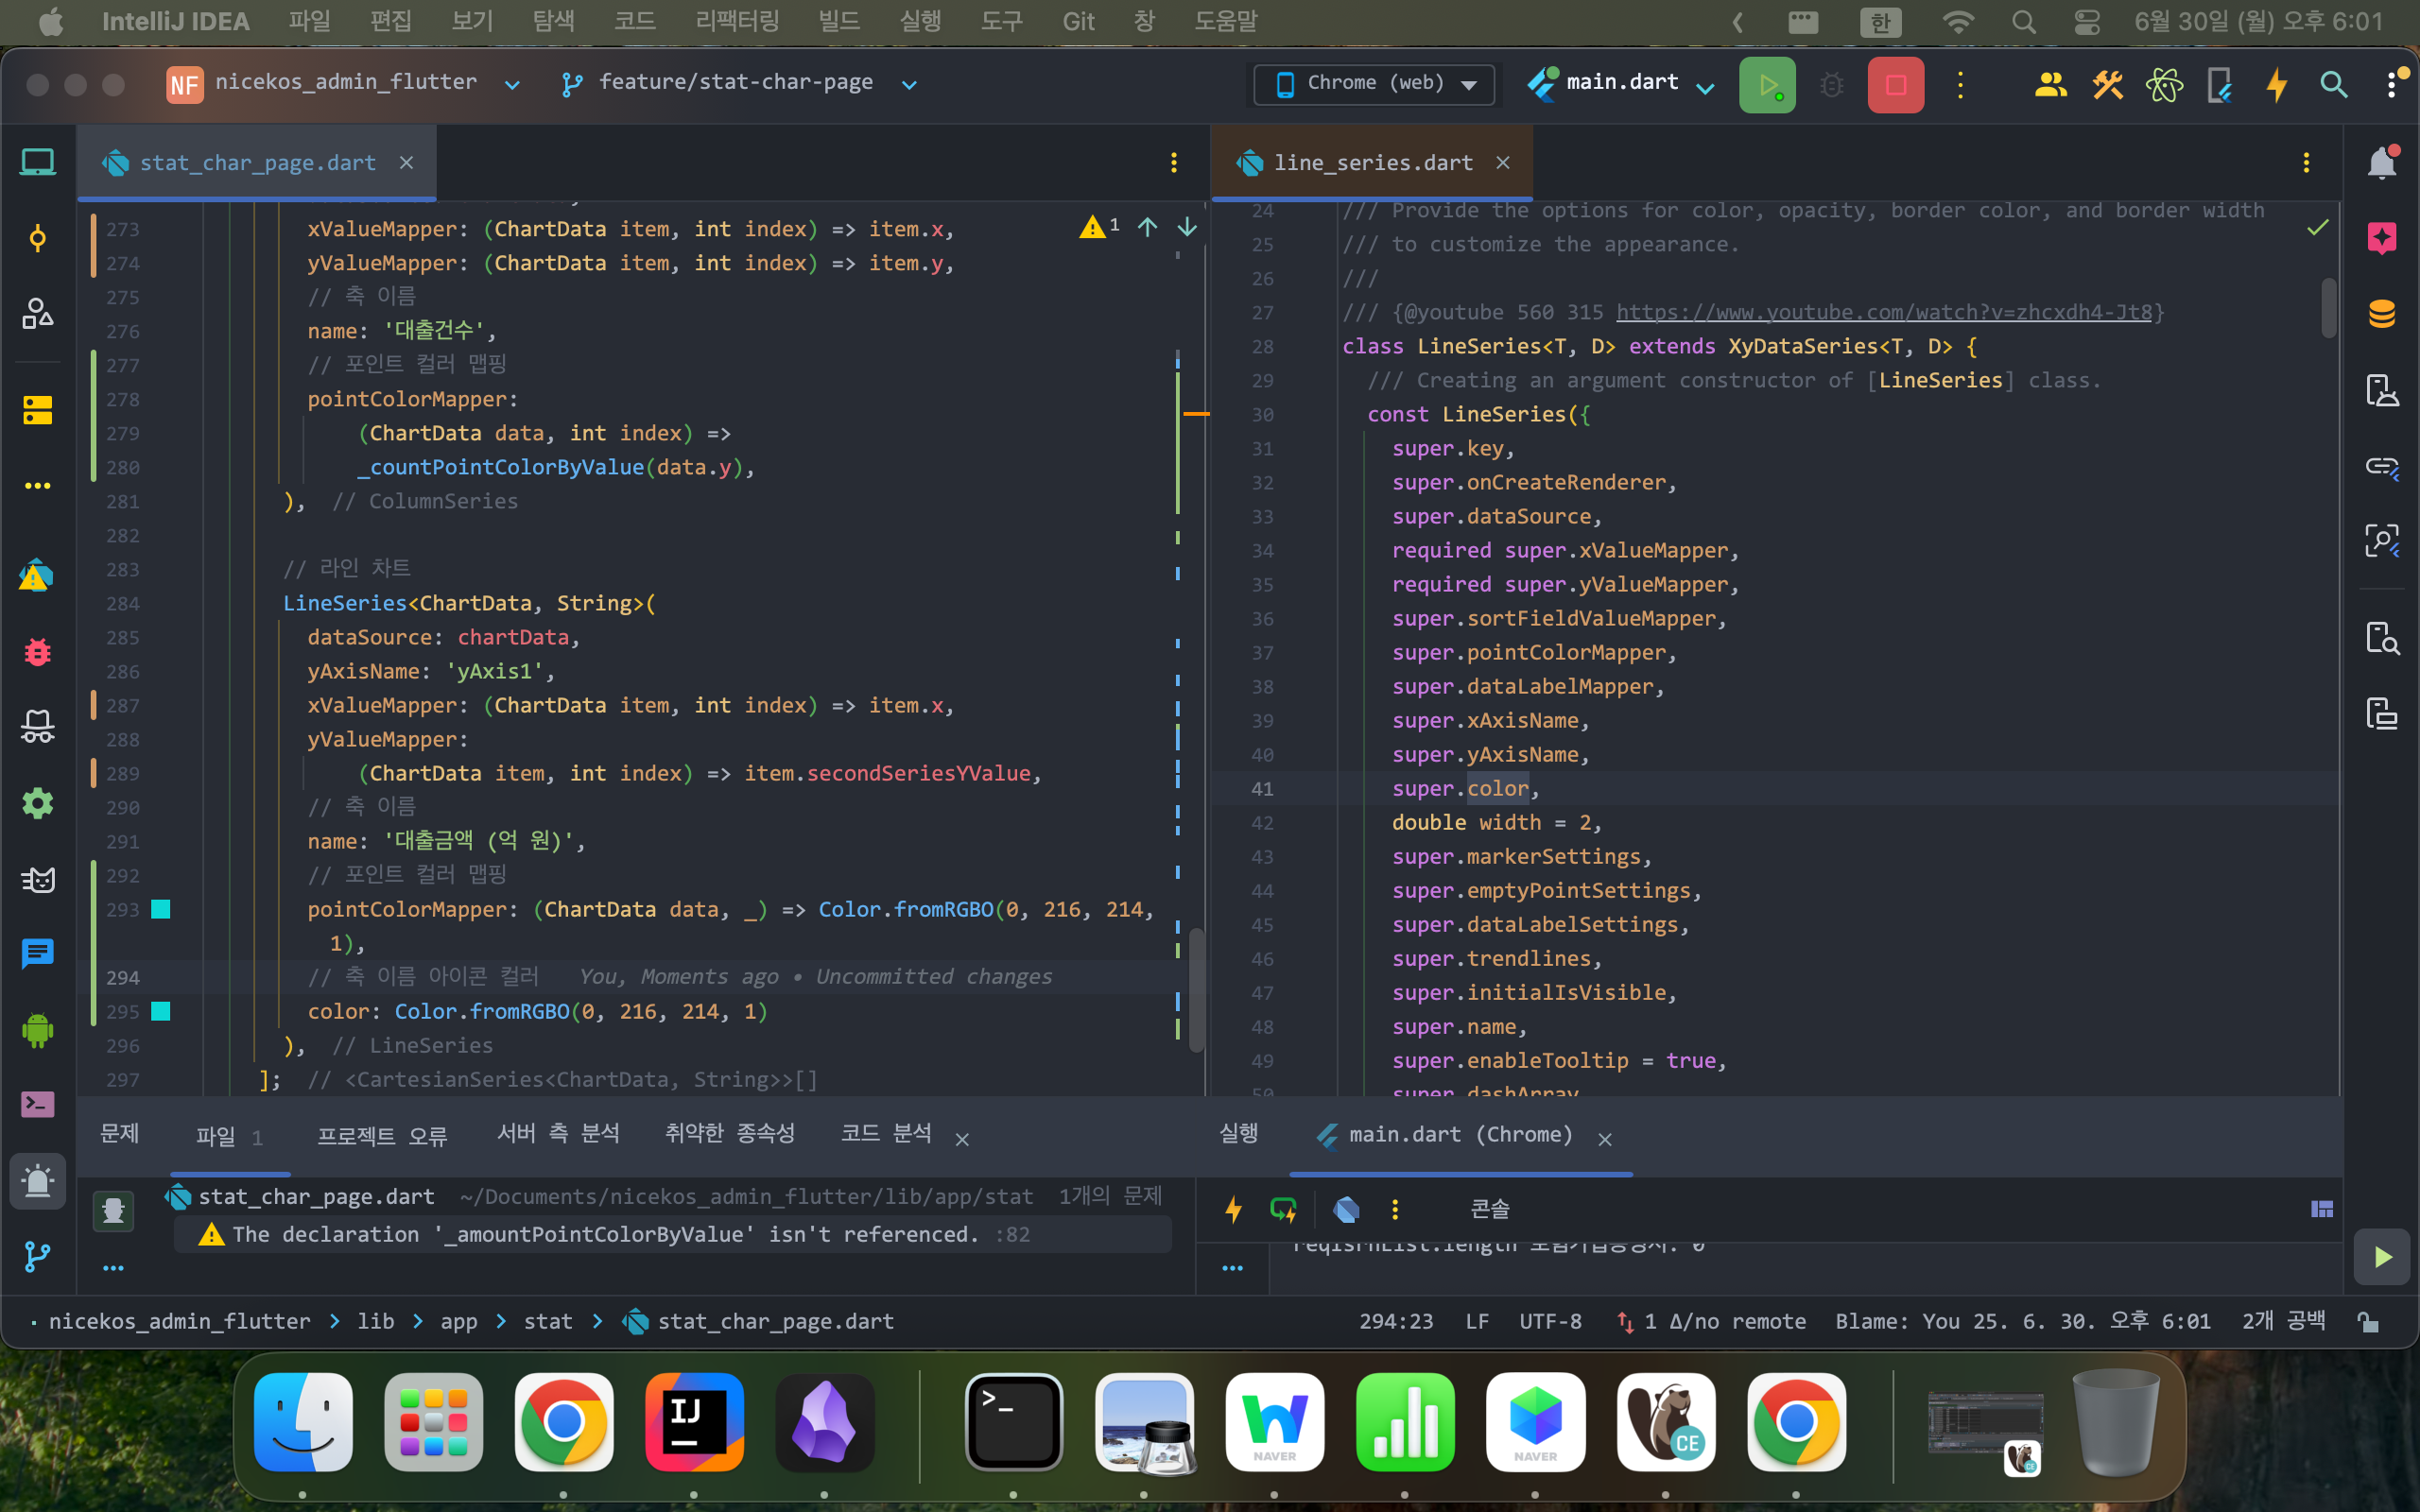 IntelliJ IDEA 파일 편집 보기 탐색 코드 리팩터링 빌드 실행 도구 Git 창 도움말 한 6월 30일 (월) 오후 6:01
NF nicekos_admin_flutter feature/stat-char-page Chrome (web) main.dart
stat_char_page.dart
273 xValueMapper: (ChartData item, int index) => item.x, 1
274 yValueMapper: (ChartData item, int index) => item.y,
275 // 축 이름
276 name: '대출건수',
277 // 포인트 컬러 맵핑
278 pointColorMapper:
279 (ChartData data, int index) =>
280 _countPointColorByValue(data.y),
281 ), // ColumnSeries
282
283 // 라인 차트
284 LineSeries<ChartData, String>(
285 dataSource: chartData,
286 yAxisName: 'yAxis1',
287 xValueMapper: (ChartData item, int index) => item.x,
288 yValueMapper:
289 (ChartData item, int index) => item.secondSeriesYValue,
290 // 축 이름
291 name: '대출금액 (억 원)',
292 // 포인트 컬러 맵핑
293 pointColorMapper: (ChartData data, _) => Color.fromRGBO(0, 216, 214,
1),
294 // 축 이름 아이콘 컬러 You, Moments ago • Uncommitted changes
295 color: Color.fromRGBO(0, 216, 214, 1)
296 ), // LineSeries
297 ]; // <CartesianSeries<ChartData, String>>[]
line_series.dart
24 /// Provide the options for color, opacity, border color, and border width
25 /// to customize the appearance.
26 ///
27 /// {@youtube 560 315 https://www.youtube.com/watch?v=zhcxdh4-Jt8}
28 class LineSeries<T, D> extends XyDataSeries<T, D> {
29 /// Creating an argument constructor of [LineSeries] class.
30 const LineSeries({
31 super.key,
32 super.onCreateRenderer,
33 super.dataSource,
34 required super.xValueMapper,
35 required super.yValueMapper,
36 super.sortFieldValueMapper,
37 super.pointColorMapper,
38 super.dataLabelMapper,
39 super.xAxisName,
40 super.yAxisName,
41 super.color,
42 double width = 2,
43 super.markerSettings,
44 super.emptyPointSettings,
45 super.dataLabelSettings,
46 super.trendlines,
47 super.initialIsVisible,
48 super.name,
49 super.enableTooltip = true,
50 super.dashArray
문제 파일 1 프로젝트 오류 서버 측 분석 취약한 종속성 코드 분석
stat_char_page.dart ~/Documents/nicekos_admin_flutter/lib/app/stat 1개의 문제
The declaration '_amountPointColorByValue' isn't referenced. :82
실행 main.dart (Chrome)
콘솔
nicekos_admin_flutter lib app stat stat_char_page.dart 294:23 LF UTF-8 1 Δ/no remote Blame: You 25. 6. 30. 오후 6:01 2개 공백
IJ >_ NAVER NAVER CE